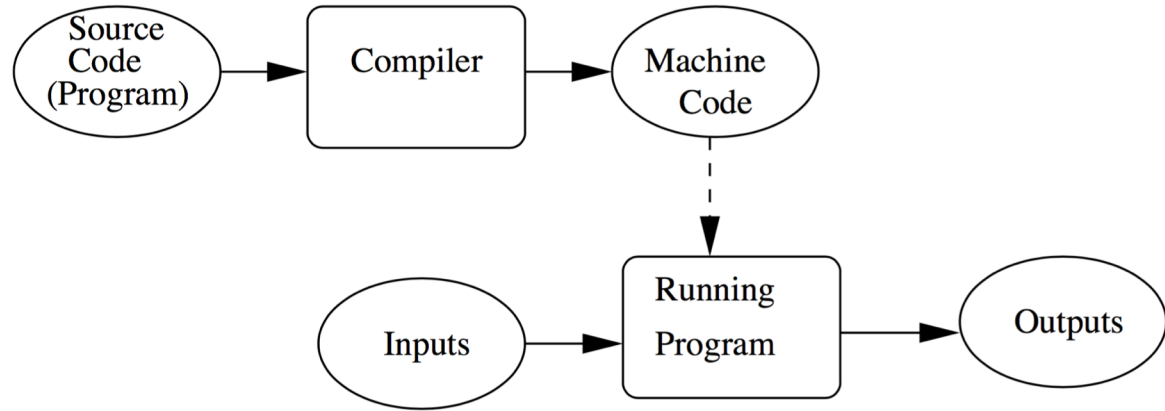 Source
Code
(Program)
Compiler
Machine
Code
Running
Program
Inputs
Outputs